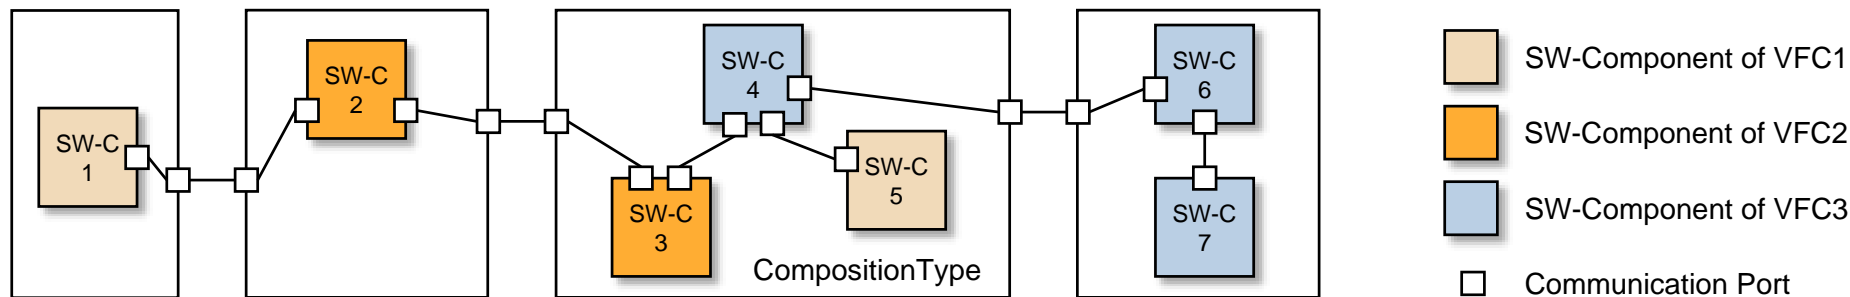 SW-C
1
SW-C
2
SW-C
3
SW-C
4
SW-C
5
CompositionType
SW-C
6
SW-C
7
SW-Component of VFC1
SW-Component of VFC2
SW-Component of VFC3
Communication Port